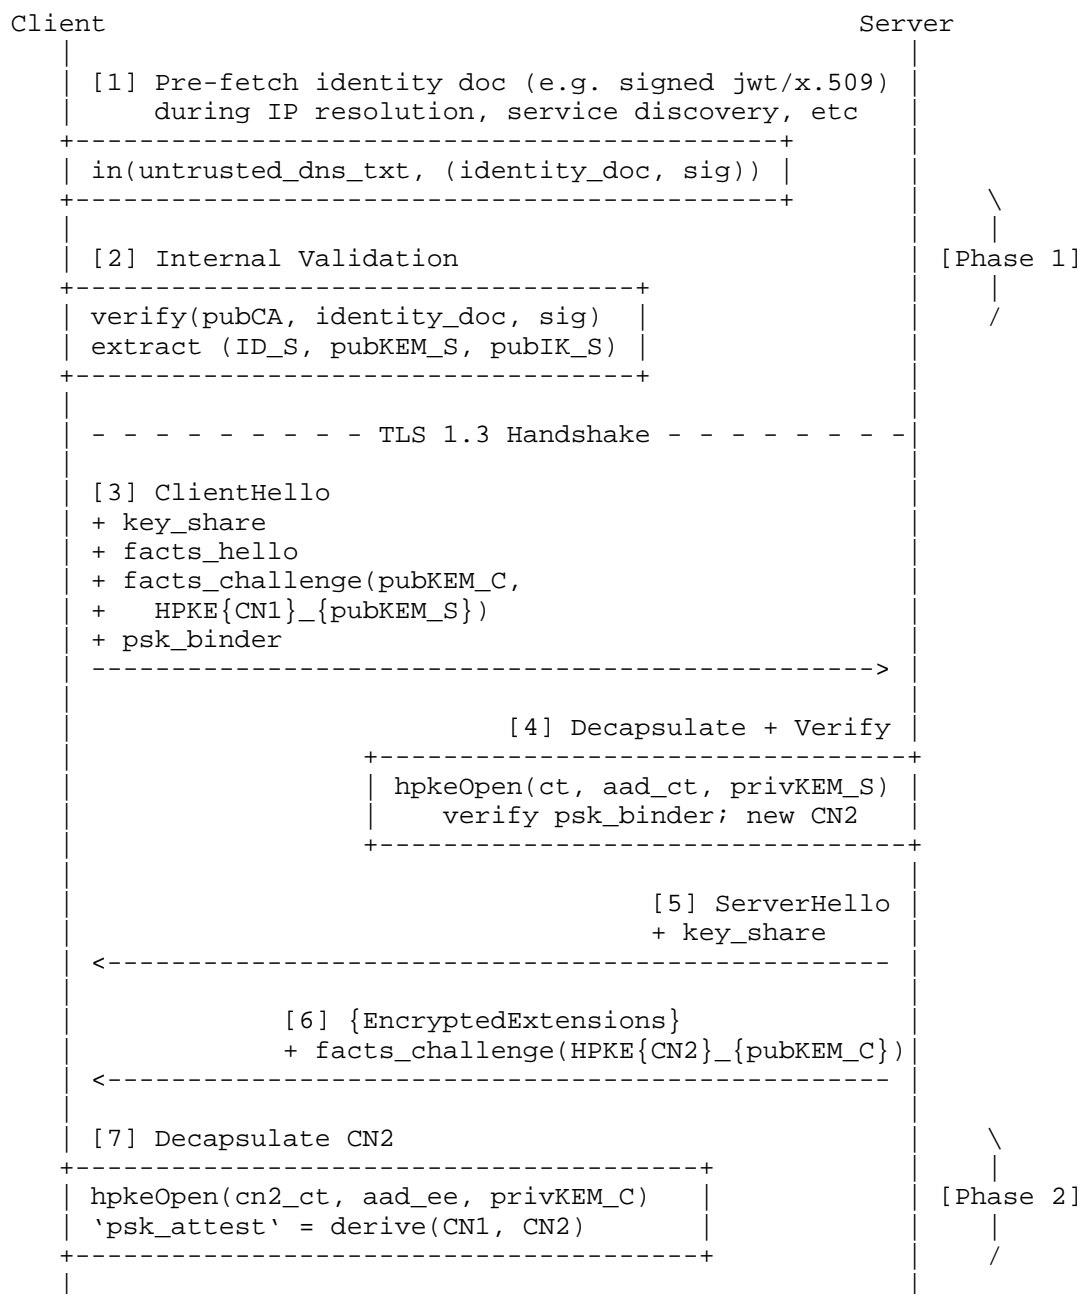 Client Server
[1] Pre-fetch identity doc (e.g. signed jwt/x.509)
during IP resolution, service discovery, etc
in(untrusted_dns_txt, (identity_doc, sig))
[2] Internal Validation [Phase 1]
verify(pubCA, identity_doc, sig)
extract (ID_S, pubKEM_S, pubIK_S)
- - - - - - - - - TLS 1.3 Handshake - - - - - - - -
[3] ClientHello
+ key_share
+ facts_hello
+ facts_challenge(pubKEM_C,
+ HPKE{CN1}_{pubKEM_S})
+ psk_binder
[4] Decapsulate + Verify
hpkeOpen(ct, aad_ct, privKEM_S)
verify psk_binder; new CN2
[5] ServerHello
+ key_share
[6] {EncryptedExtensions}
+ facts_challenge(HPKE{CN2}_{pubKEM_C})
[7] Decapsulate CN2
hpkeOpen(cn2_ct, aad_ee, privKEM_C) [Phase 2]
‘psk_attest‘ = derive(CN1, CN2)